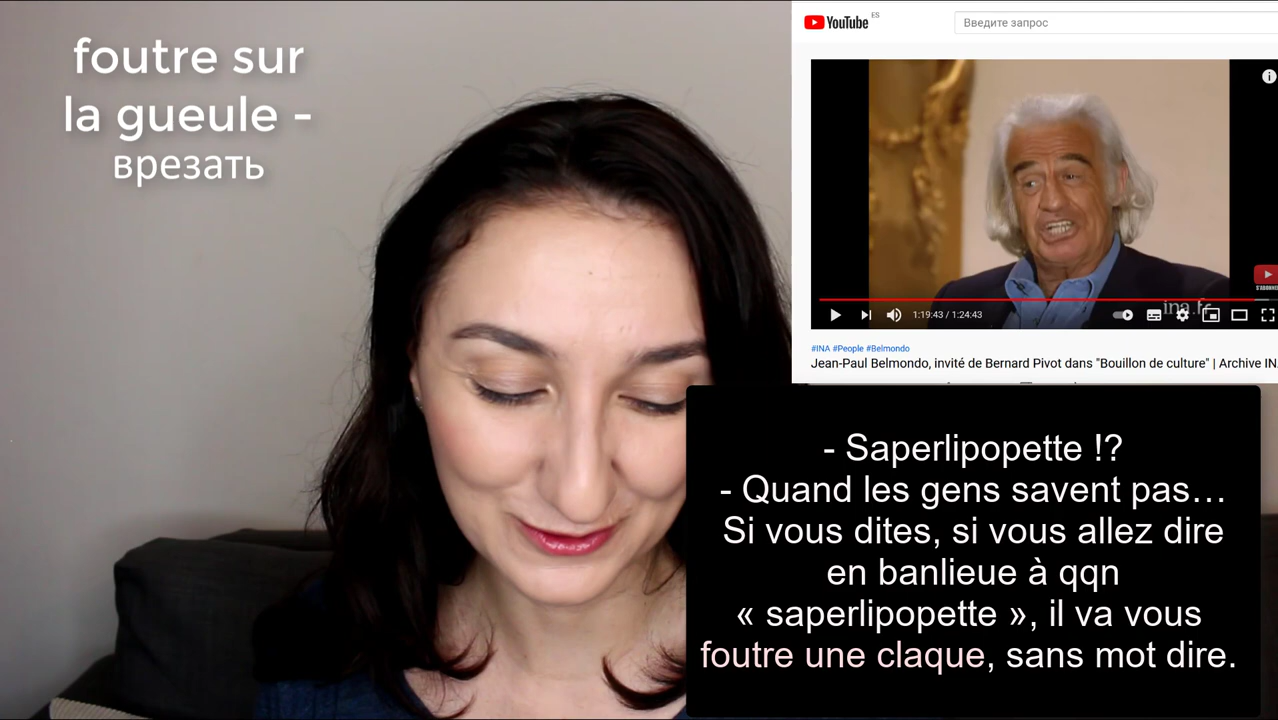 foutre sur
la gueule -
врезать
YouTube ES
Введите запрос
S'ABONNER
ina.fr
1:19:43 / 1:24:43
#INA #People #Belmondo
Jean-Paul Belmondo, invité de Bernard Pivot dans "Bouillon de culture" | Archive IN
- Saperlipopette !?
- Quand les gens savent pas...
Si vous dites, si vous allez dire
en banlieue à qqn
« saperlipopette », il va vous
foutre une claque, sans mot dire.